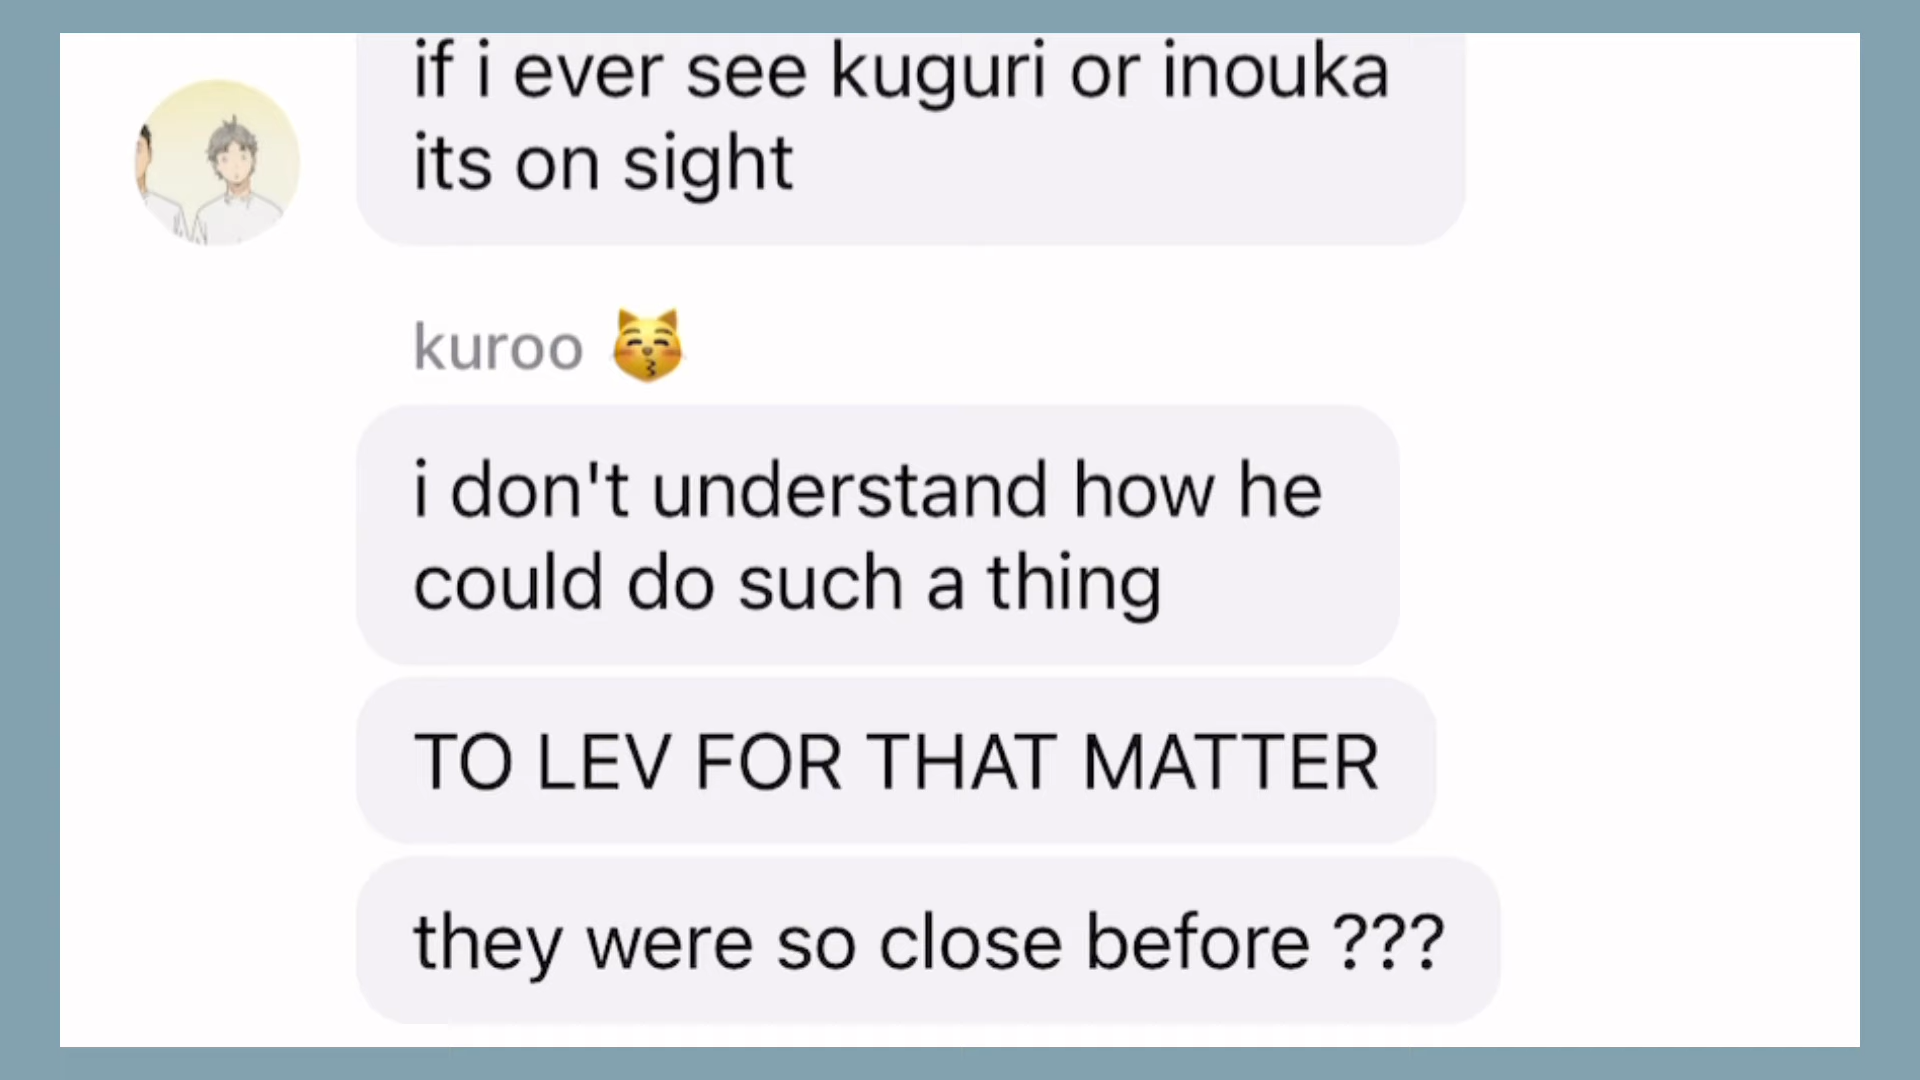 if i ever see kuguri or inouka
its on sight
kuroo 😽
i don't understand how he
could do such a thing
TO LEV FOR THAT MATTER
they were so close before ???